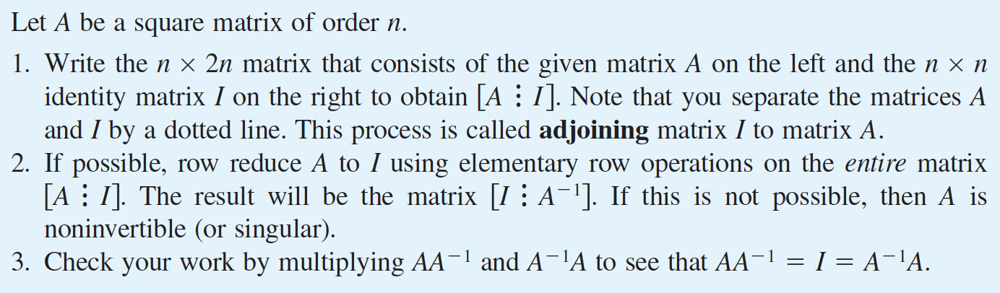 Let A be a square matrix of order n.
1. Write the n × 2n matrix that consists of the given matrix A on the left and the n × n
identity matrix I on the right to obtain [A ⋮ I]. Note that you separate the matrices A
and I by a dotted line. This process is called adjoining matrix I to matrix A.
2. If possible, row reduce A to I using elementary row operations on the entire matrix
[A ⋮ I]. The result will be the matrix [I ⋮ A⁻¹]. If this is not possible, then A is
noninvertible (or singular).
3. Check your work by multiplying AA⁻¹ and A⁻¹A to see that AA⁻¹ = I = A⁻¹A.